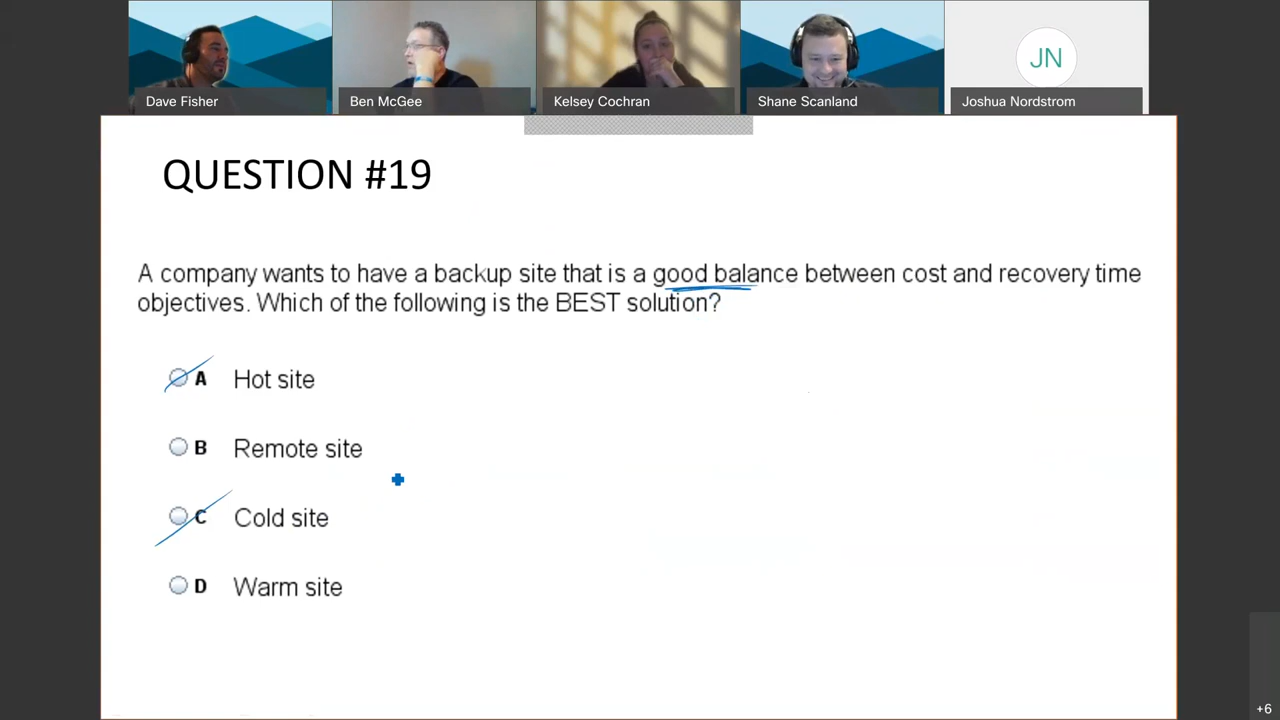 Dave Fisher
Ben McGee
Kelsey Cochran
Shane Scanland
JN
Joshua Nordstrom
QUESTION #19
A company wants to have a backup site that is a good balance between cost and recovery time
objectives. Which of the following is the BEST solution?
A Hot site
B Remote site
C Cold site
D Warm site
+6